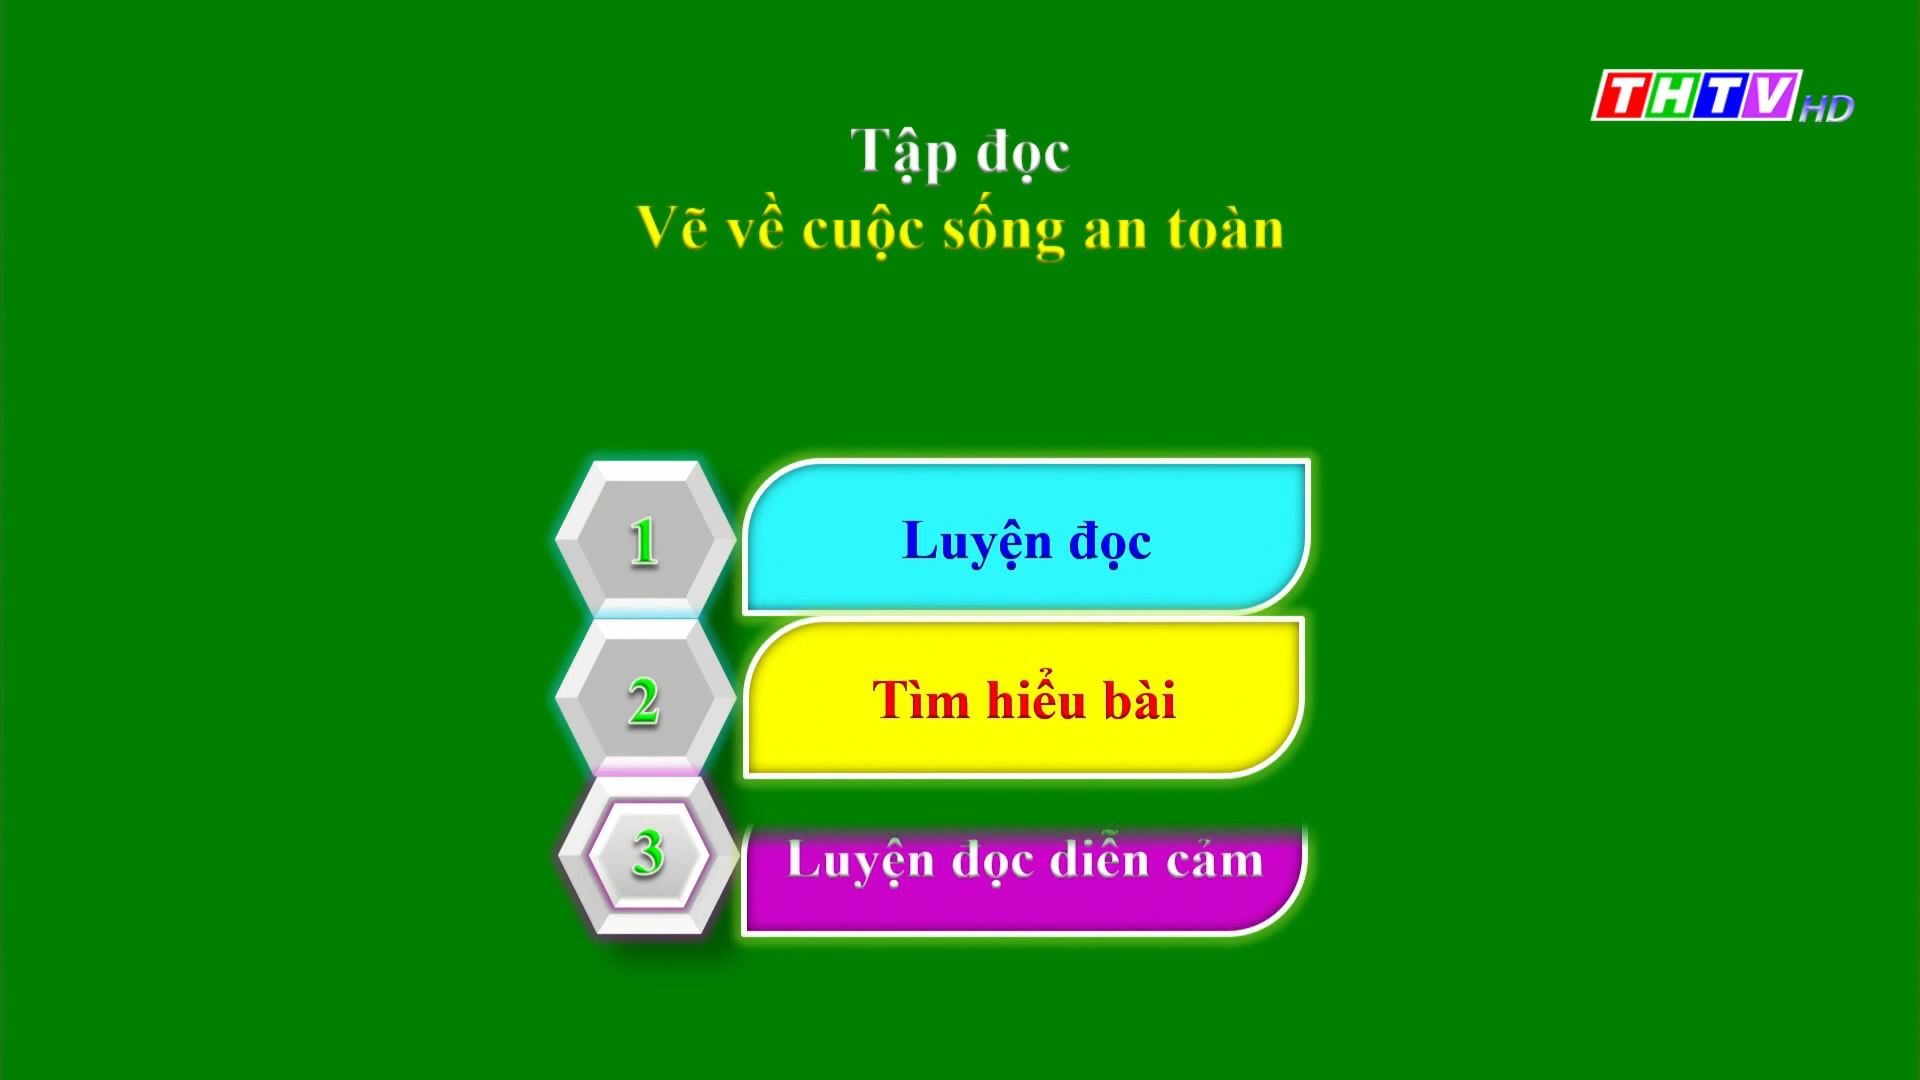 THTV HD
Tập đọc
Vẽ về cuộc sống an toàn
1
Luyện đọc
2
Tìm hiểu bài
3
Luyện đọc diễn cảm